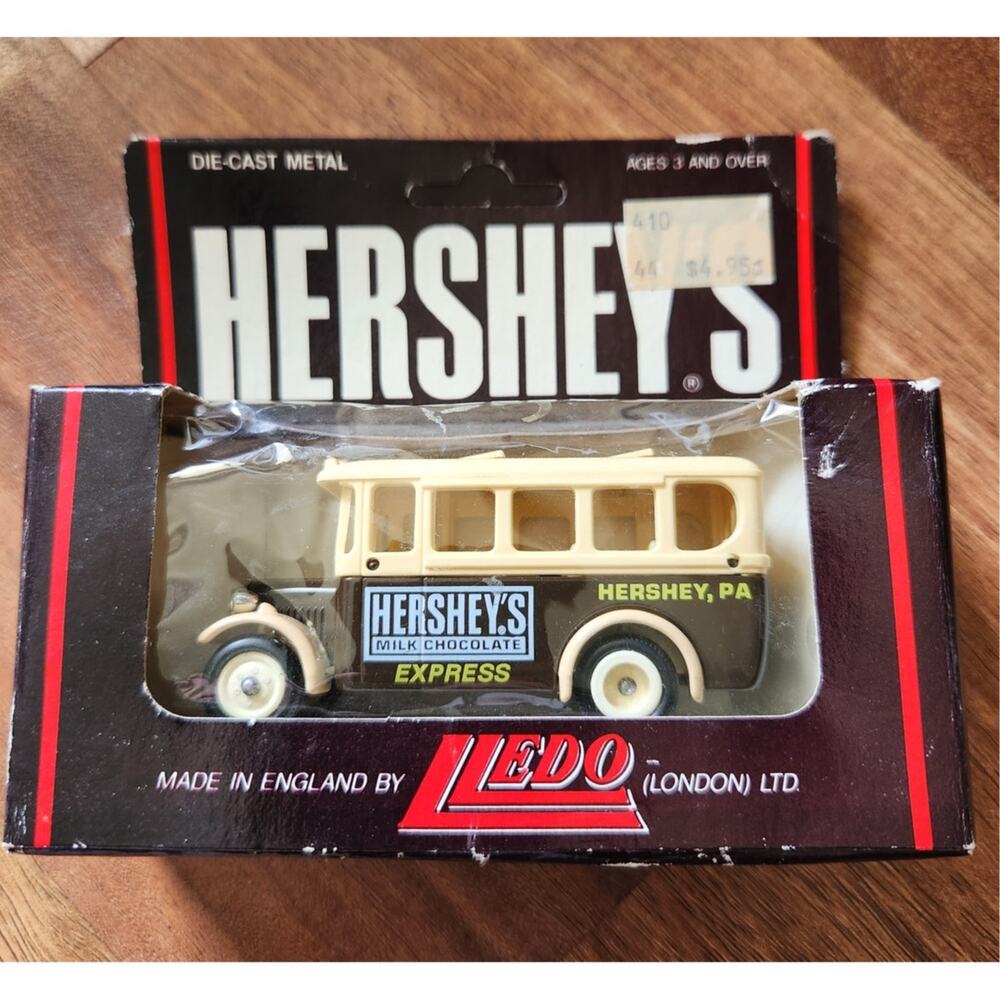 DIE-CAST METAL
AGES 3 AND OVER
410
44 $4.95
HERSHEY'S ®
HERSHEY, PA
HERSHEY'S®
MILK CHOCOLATE
EXPRESS
MADE IN ENGLAND BY LLEDO™ (LONDON) LTD.